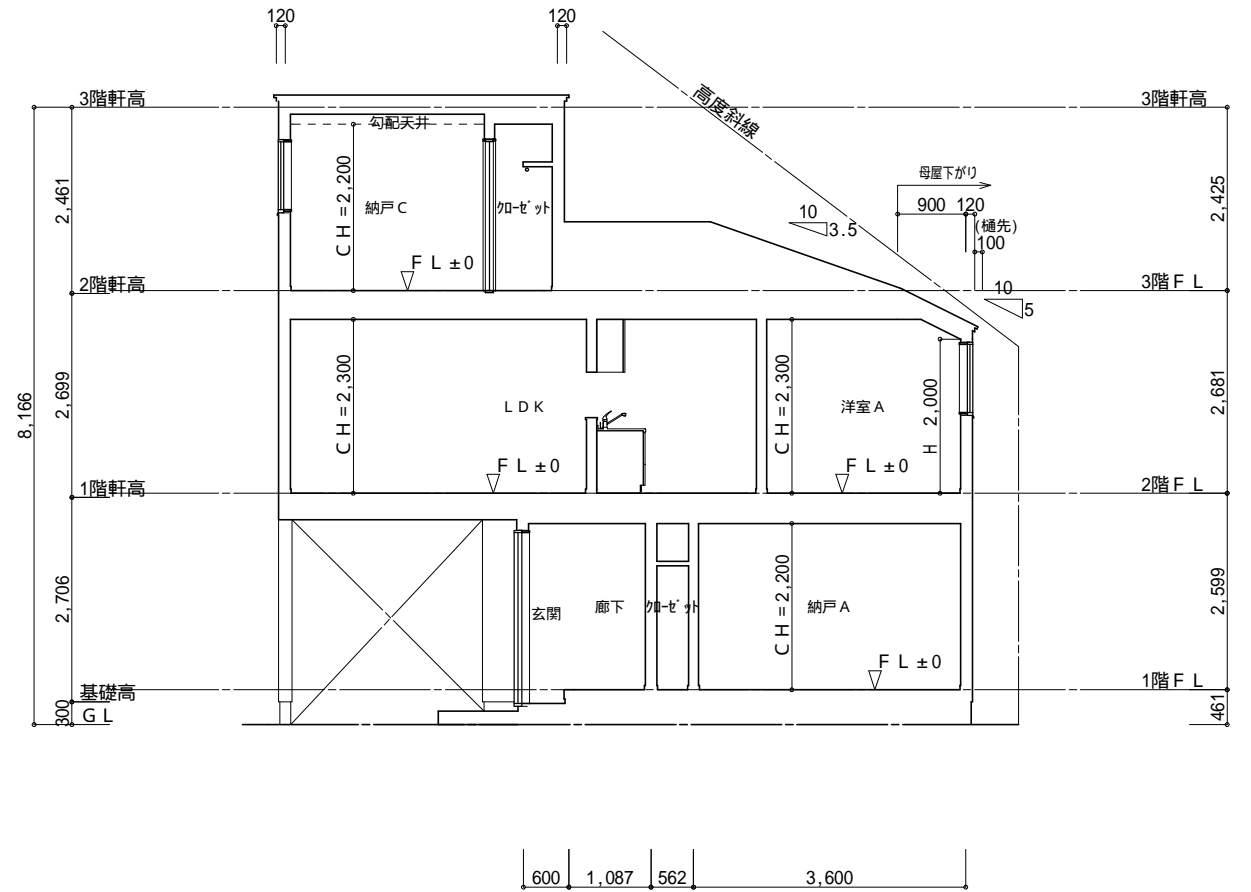 120
120
3階軒高
3階軒高
高度斜線
勾配天井
母屋下がり
2,461
CH=2,200
納戸C
クローゼット
10
3.5
900
120
(樋先)
100
2,425
FL±0
2階軒高
3階FL
10
5
8,166
2,699
CH=2,300
LDK
CH=2,300
洋室A
H 2,000
2,681
FL±0
FL±0
1階軒高
2階FL
2,706
玄関
廊下
クローゼット
CH=2,200
納戸A
2,599
FL±0
基礎高
1階FL
300
GL
461
600
1,087
562
3,600